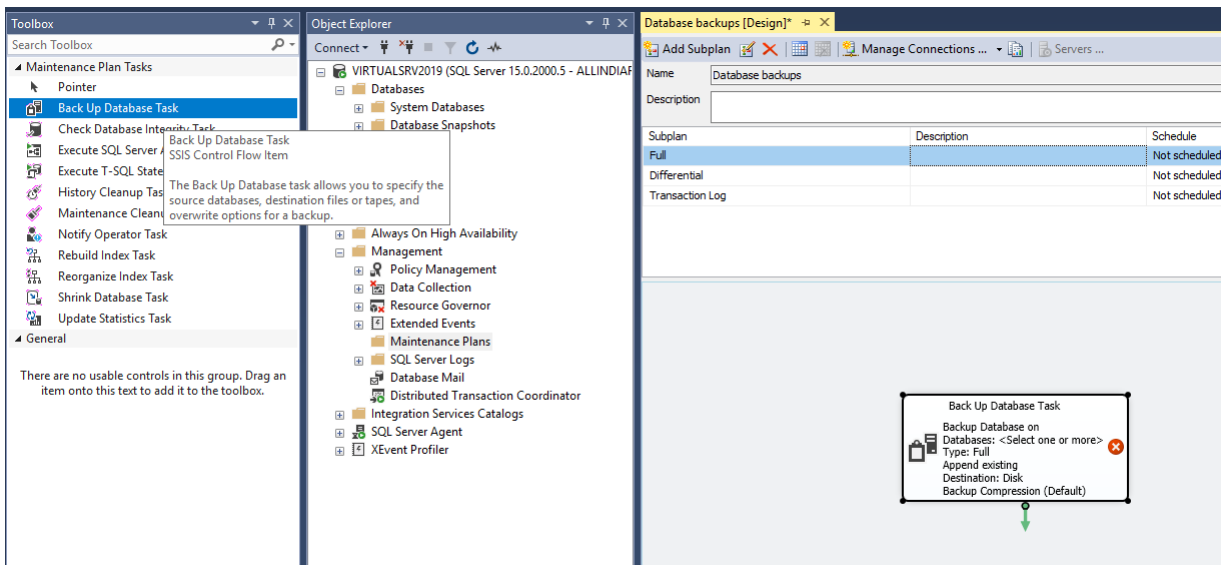 Toolbox
Search Toolbox
Maintenance Plan Tasks
Pointer
Back Up Database Task
Check Database Integrity Task
Execute SQL Server
Execute T-SQL State
History Cleanup Tas
Maintenance Cleanu
Notify Operator Task
Rebuild Index Task
Reorganize Index Task
Shrink Database Task
Update Statistics Task
General
There are no usable controls in this group. Drag an
item onto this text to add it to the toolbox.
Back Up Database Task
SSIS Control Flow Item
The Back Up Database task allows you to specify the
source databases, destination files or tapes, and
overwrite options for a backup.
Object Explorer
Connect
VIRTUALSRV2019 (SQL Server 15.0.2000.5 - ALLINDIAF
Databases
System Databases
Database Snapshots
Always On High Availability
Management
Policy Management
Data Collection
Resource Governor
Extended Events
Maintenance Plans
SQL Server Logs
Database Mail
Distributed Transaction Coordinator
Integration Services Catalogs
SQL Server Agent
XEvent Profiler
Database backups [Design]*
Add Subplan Manage Connections ... Servers ...
Name Database backups
Description
Subplan Description Schedule
Full Not scheduled
Differential Not scheduled
Transaction Log Not scheduled
Back Up Database Task
Backup Database on
Databases: <Select one or more>
Type: Full
Append existing
Destination: Disk
Backup Compression (Default)